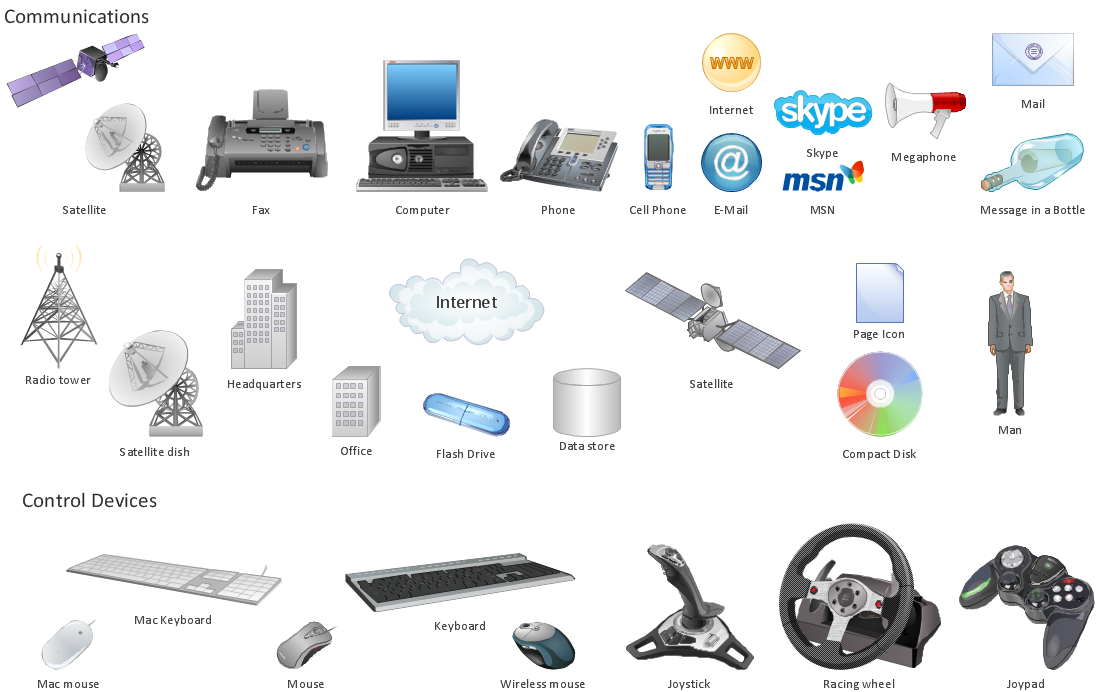 Communications
www
Internet
Mail
skype
Skype
Megaphone
@
msn
Satellite
Fax
Computer
Phone
Cell Phone
E-Mail
MSN
Message in a Bottle
Internet
Page Icon
Radio tower
Headquarters
Satellite
Satellite dish
Office
Flash Drive
Data store
Compact Disk
Man
Control Devices
Mac Keyboard
Keyboard
Mac mouse
Mouse
Wireless mouse
Joystick
Racing wheel
Joypad